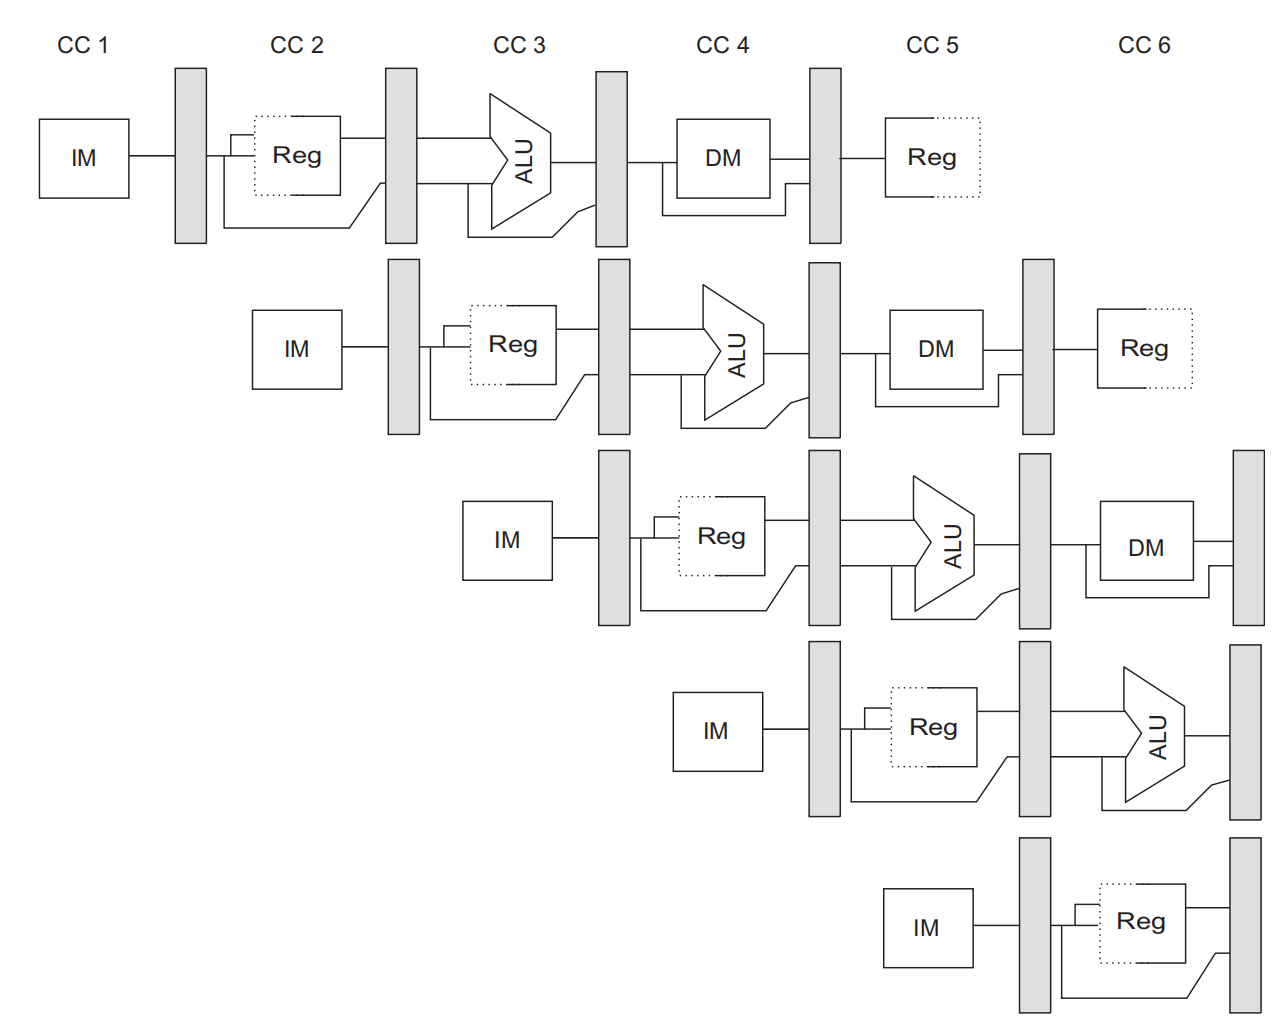 CC 1 CC 2 CC 3 CC 4 CC 5 CC 6
IM Reg ALU DM Reg
IM Reg ALU DM Reg
IM Reg ALU DM
IM Reg ALU
IM Reg